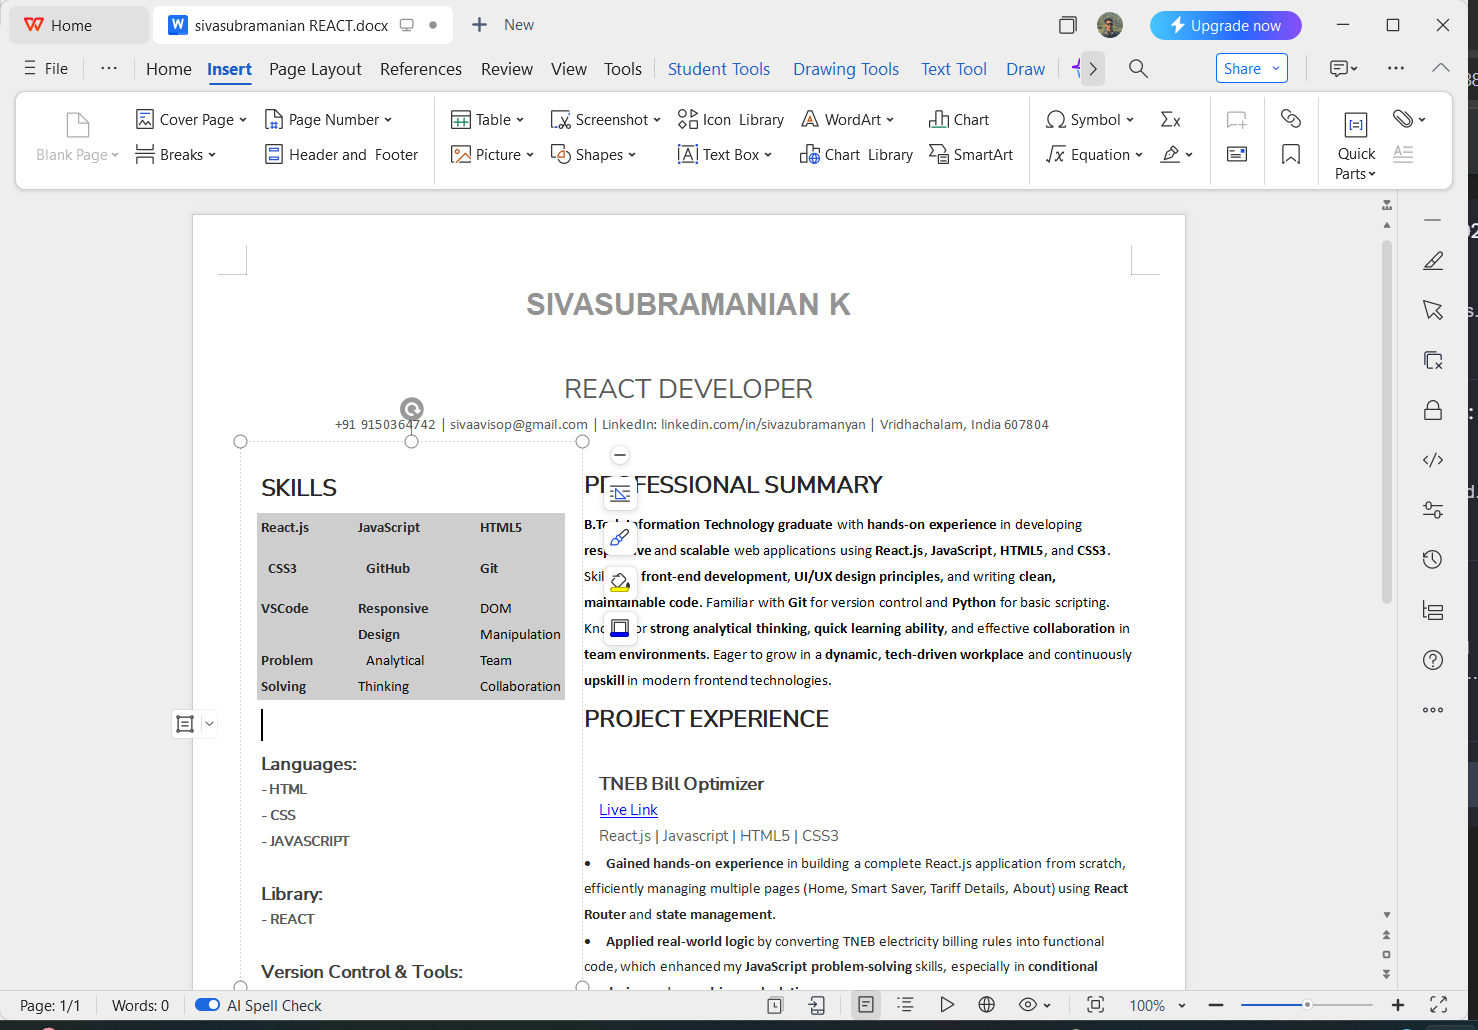 Home
sivasubramanian REACT.docx
New
Upgrade now
File
Home Insert Page Layout References Review View Tools Student Tools Drawing Tools Text Tool Draw
Share
Blank Page
Cover Page
Page Number
Breaks
Header and Footer
Table
Screenshot
Icon Library
WordArt
Chart
Picture
Shapes
Text Box
Chart Library
SmartArt
Symbol
Equation
Quick
Parts
SIVASUBRAMANIAN K
REACT DEVELOPER
+91 9150364742 | sivaavisop@gmail.com | LinkedIn: linkedin.com/in/sivazubramanyan | Vridhachalam, India 607804
SKILLS
React.js JavaScript HTML5
CSS3 GitHub Git
VSCode Responsive DOM
Design Manipulation
Problem Analytical Team
Solving Thinking Collaboration
Languages:
- HTML
- CSS
- JAVASCRIPT
Library:
- REACT
Version Control & Tools:
PROFESSIONAL SUMMARY
B.Tech Information Technology graduate with hands-on experience in developing
responsive and scalable web applications using React.js, JavaScript, HTML5, and CSS3.
front-end development, UI/UX design principles, and writing clean,
maintainable code. Familiar with Git for version control and Python for basic scripting.
strong analytical thinking, quick learning ability, and effective collaboration in
team environments. Eager to grow in a dynamic, tech-driven workplace and continuously
upskill in modern frontend technologies.
PROJECT EXPERIENCE
TNEB Bill Optimizer
Live Link
React.js | Javascript | HTML5 | CSS3
• Gained hands-on experience in building a complete React.js application from scratch,
efficiently managing multiple pages (Home, Smart Saver, Tariff Details, About) using React
Router and state management.
• Applied real-world logic by converting TNEB electricity billing rules into functional
code, which enhanced my JavaScript problem-solving skills, especially in conditional
Page: 1/1
Words: 0
AI Spell Check
100%